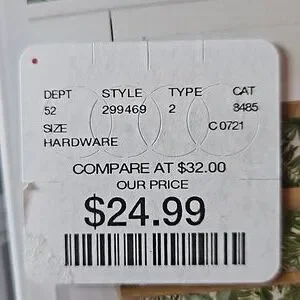 DEPT STYLE TYPE CAT
52 299469 2 8485
SIZE C 0721
HARDWARE
COMPARE AT $32.00
OUR PRICE
$24.99